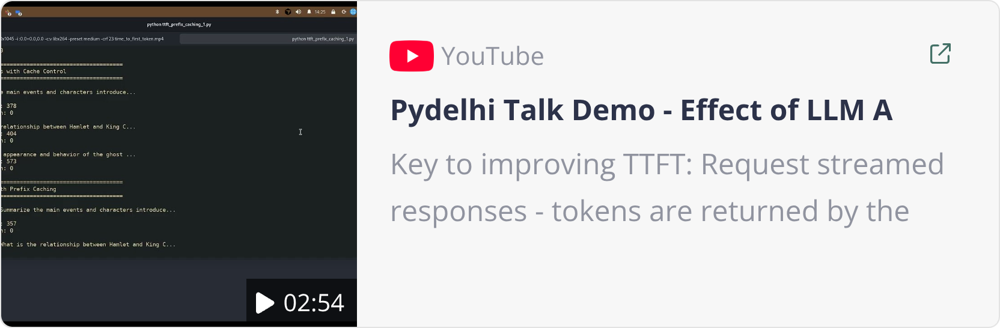 14:25
python ttft_prefix_caching_1.py
0x1045 -i :0.0+0.0,0.0 -c:v libx264 -preset medium -crf 23 time_to_first_token.mp4
python ttft_prefix_caching_1.py
0
=====================================
s with Cache Control
=====================================
e main events and characters introduce...
: 378
n: 0
relationship between Hamlet and King C...
: 404
n: 0
appearance and behavior of the ghost ...
: 573
n: 0
=====================================
th Prefix Caching
=====================================
Summarize the main events and characters introduce...
: 357
n: 0
What is the relationship between Hamlet and King C...
02:54
YouTube
Pydelhi Talk Demo - Effect of LLM A
Key to improving TTFT: Request streamed
responses - tokens are returned by the